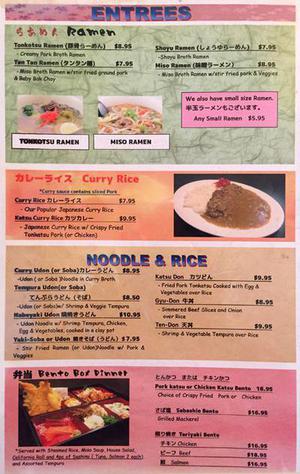 ENTREES
らぁめん Ramen
Tonkotsu Ramen (豚骨らーめん) $8.95
- Creamy Pork Broth Ramen
Tan Tan Ramen (タンタン麺) $7.95
- Miso Broth Ramen w/stir fried ground pork
& Baby Bok Choy
Shoyu Ramen (しょうゆらーめん) $7.95
-Shoyu Broth Ramen
Miso Ramen (味噌ラーメン) $8.95
- Miso Broth Ramen w/stir fried pork & Veggies
We also have small size Ramen.
半玉ラーメンもございます。
Any Small Ramen $5.95
TONKOTSU RAMEN
MISO RAMEN
カレーライス Curry Rice
*Curry sauce contains sliced Pork
Curry Rice カレーライス $7.95
- Our Popular Japanese Curry Rice
Katsu Curry Rice カツカレー $9.95
- Japanese Curry Rice w/ Crispy Fried
Tonkatsu Pork (or Chicken)
NOODLE & RICE
Curry Udon (or Soba)カレーうどん $8.95
-Udon ( or Soba )Noodle in Curry Broth
Tempura Udon(or Soba)
てんぷらうどん (そば) $8.50
-Udon (or Soba)w/ Shrimp & Veggie Tempura
Nabeyaki Udon 鍋焼きうどん $10.95
- Udon Noodle w/ Shrimp Tempura, Chicken,
Egg & Vegetables, cooked in a clay pot
Yaki-Soba or Udon 焼きそば (うどん) $7.95
- Stir Fried Ramen (or Udon)Noodle w/ Pork &
Veggies
Katsu Don カツどん $9.95
- Fried Pork Tonkatsu Cooked with Egg &
Vegetables over Rice
Gyu-Don 牛丼 $8.95
- Simmered Beef Slices and Onion
over Rice
Ten-Don 天丼 $9.95
- Shrimp & Vegetable Tempura over Rice
弁当 Bento Box Dinner
*Served with Steamed Rice, Miso Soup, House Salad,
California Roll and 4pc of Sashimi ( Tuna, Salmon 2 each)
and Assorted Tempura
とんかつ または チキンかつ
Pork katsu or Chicken Katsu Bento 16.95
Choice of Crispy Fried Pork or Chicken
さば塩 Sabashio Bento $16.95
Grilled Mackerel
照り焼き Teriyaki Bento
チキン Chicken $16.95
ビーフ Beef $18.95
鮭 Salmon $16.95